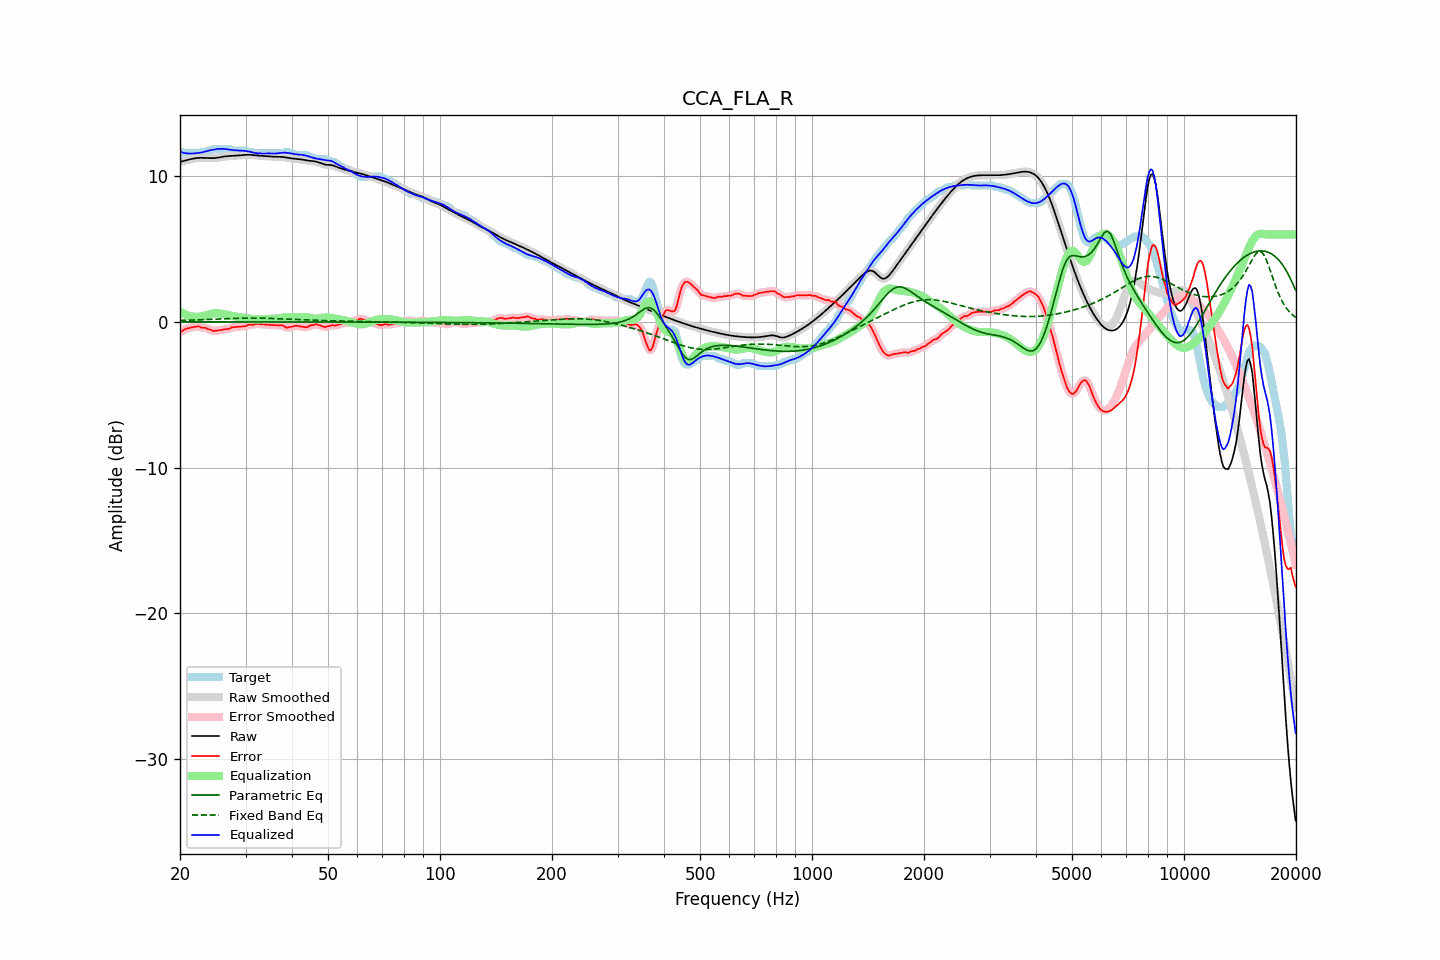 CCA_FLA_R
10
0
−10
−20
−30
Amplitude (dBr)
Target
Raw Smoothed
Error Smoothed
Raw
Error
Equalization
Parametric Eq
Fixed Band Eq
Equalized
20 50 100 200 500 1000 2000 5000 10000 20000
Frequency (Hz)